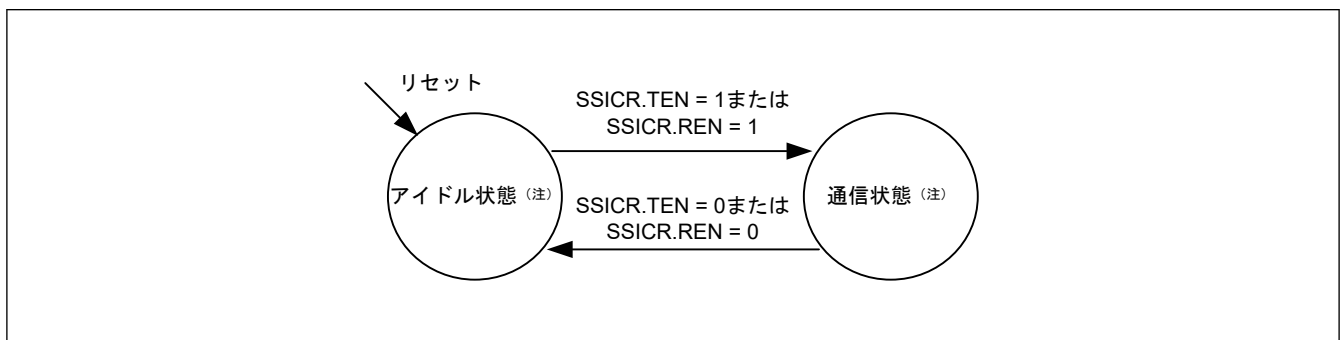 リセット
SSICR.TEN = 1または
SSICR.REN = 1
アイドル状態（注）
通信状態（注）
SSICR.TEN = 0または
SSICR.REN = 0